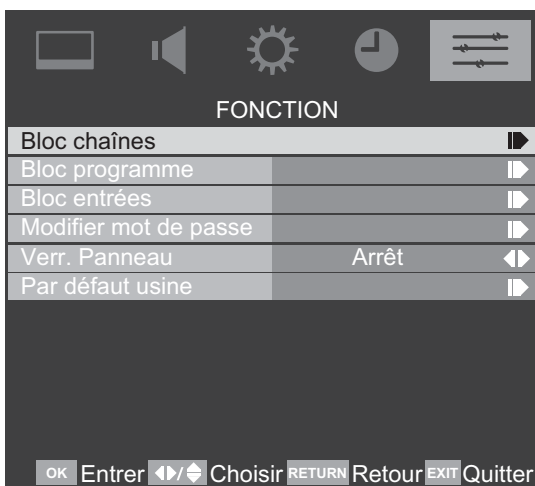 FONCTION
Bloc chaînes
Bloc programme
Bloc entrées
Modifier mot de passe
Verr. Panneau Arrêt
Par défaut usine
OK Entrer / Choisir RETURN Retour EXIT Quitter